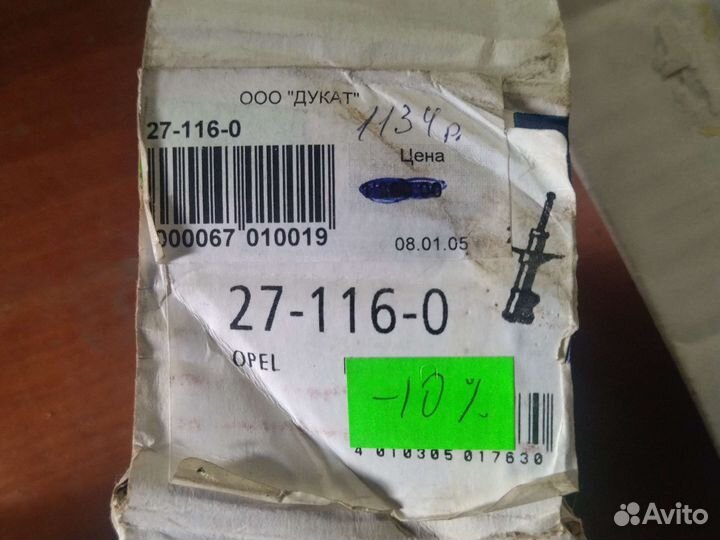 ООО "ДУКАТ"
27-116-0
1134р.
Цена
000067 010019
08.01.05
27-116-0
OPEL
-10%
4 010305 017630
Avito